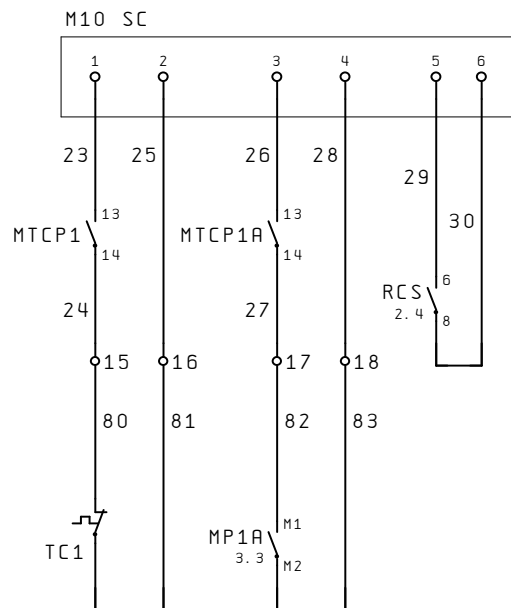 M10 SC
1 2 3 4 5 6
23 25 26 28
29
30
13 13
MTCP1 MTCP1A
14 14
6
RCS
2.4 8
24 27
15 16 17 18
80 81 82 83
M1
MP1A
3.3
TC1
M2